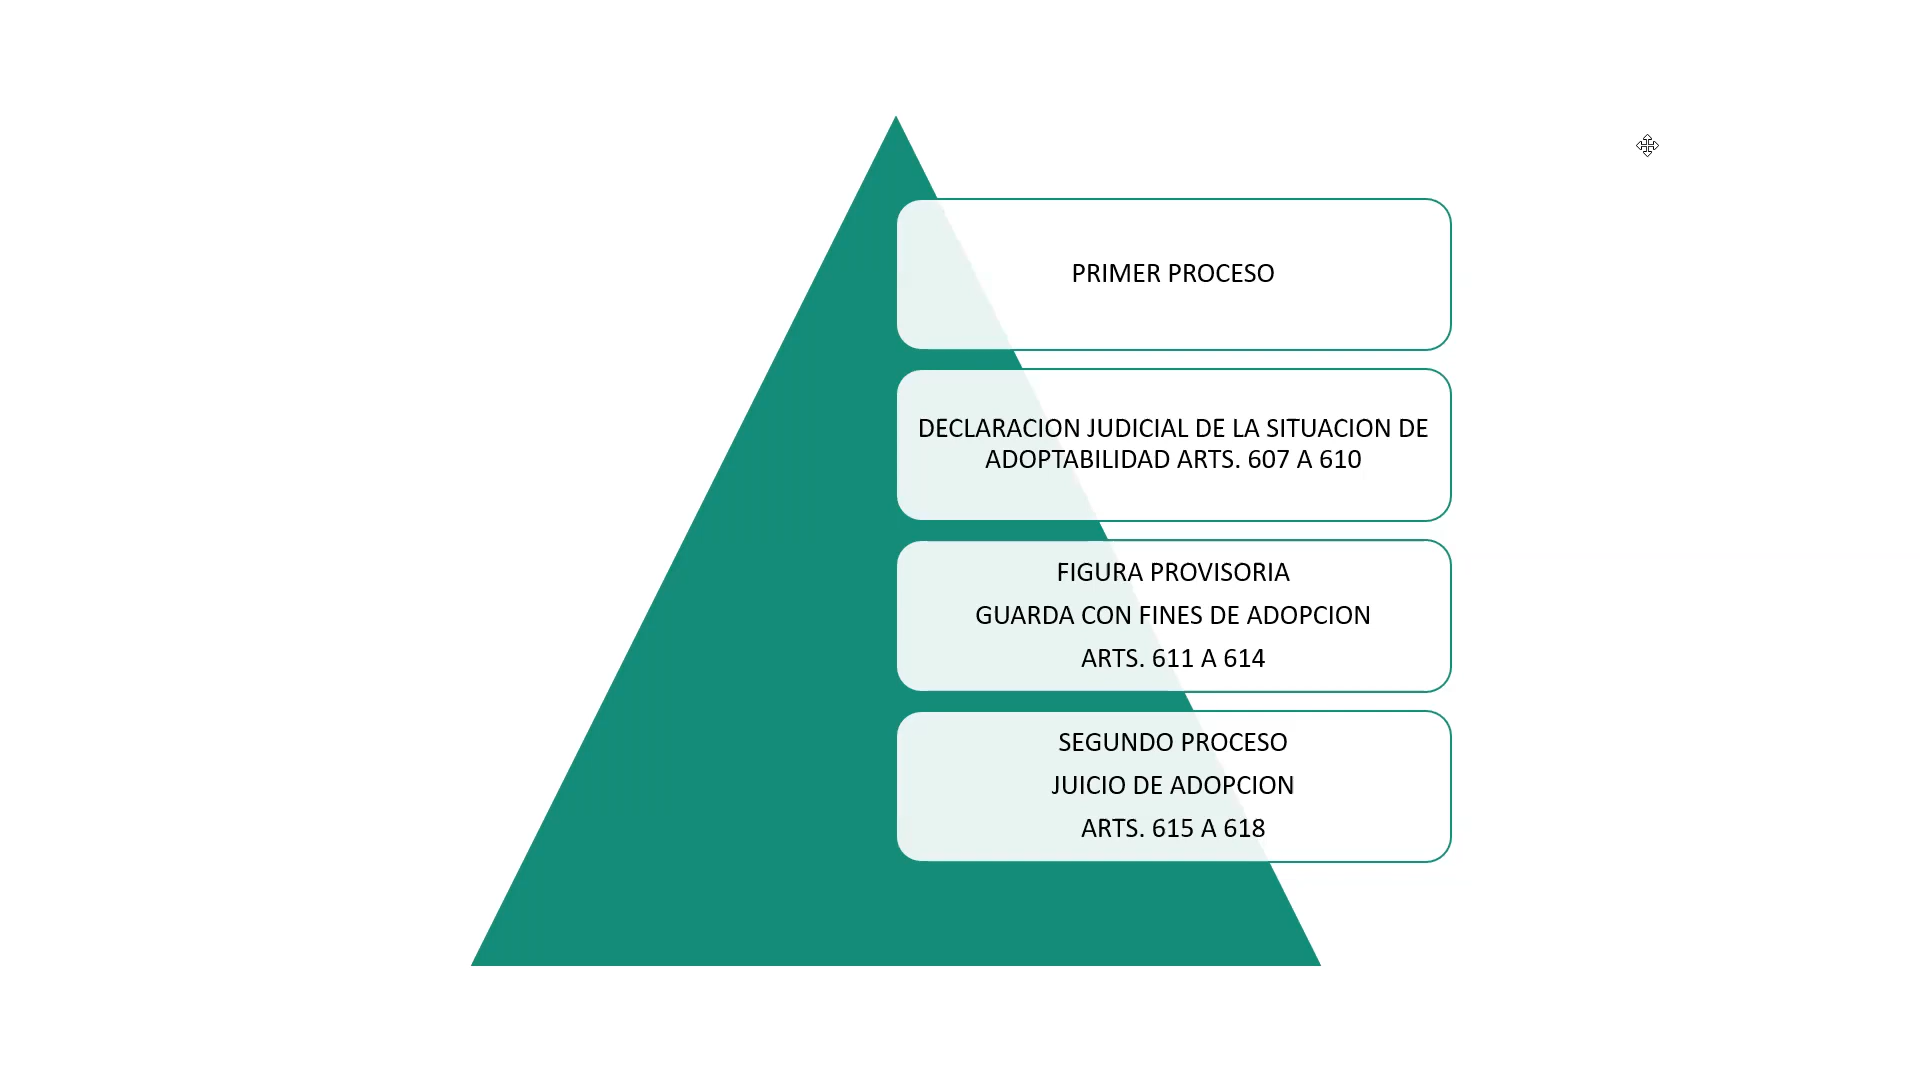 PRIMER PROCESO
DECLARACION JUDICIAL DE LA SITUACION DE
ADOPTABILIDAD ARTS. 607 A 610
FIGURA PROVISORIA
GUARDA CON FINES DE ADOPCION
ARTS. 611 A 614
SEGUNDO PROCESO
JUICIO DE ADOPCION
ARTS. 615 A 618